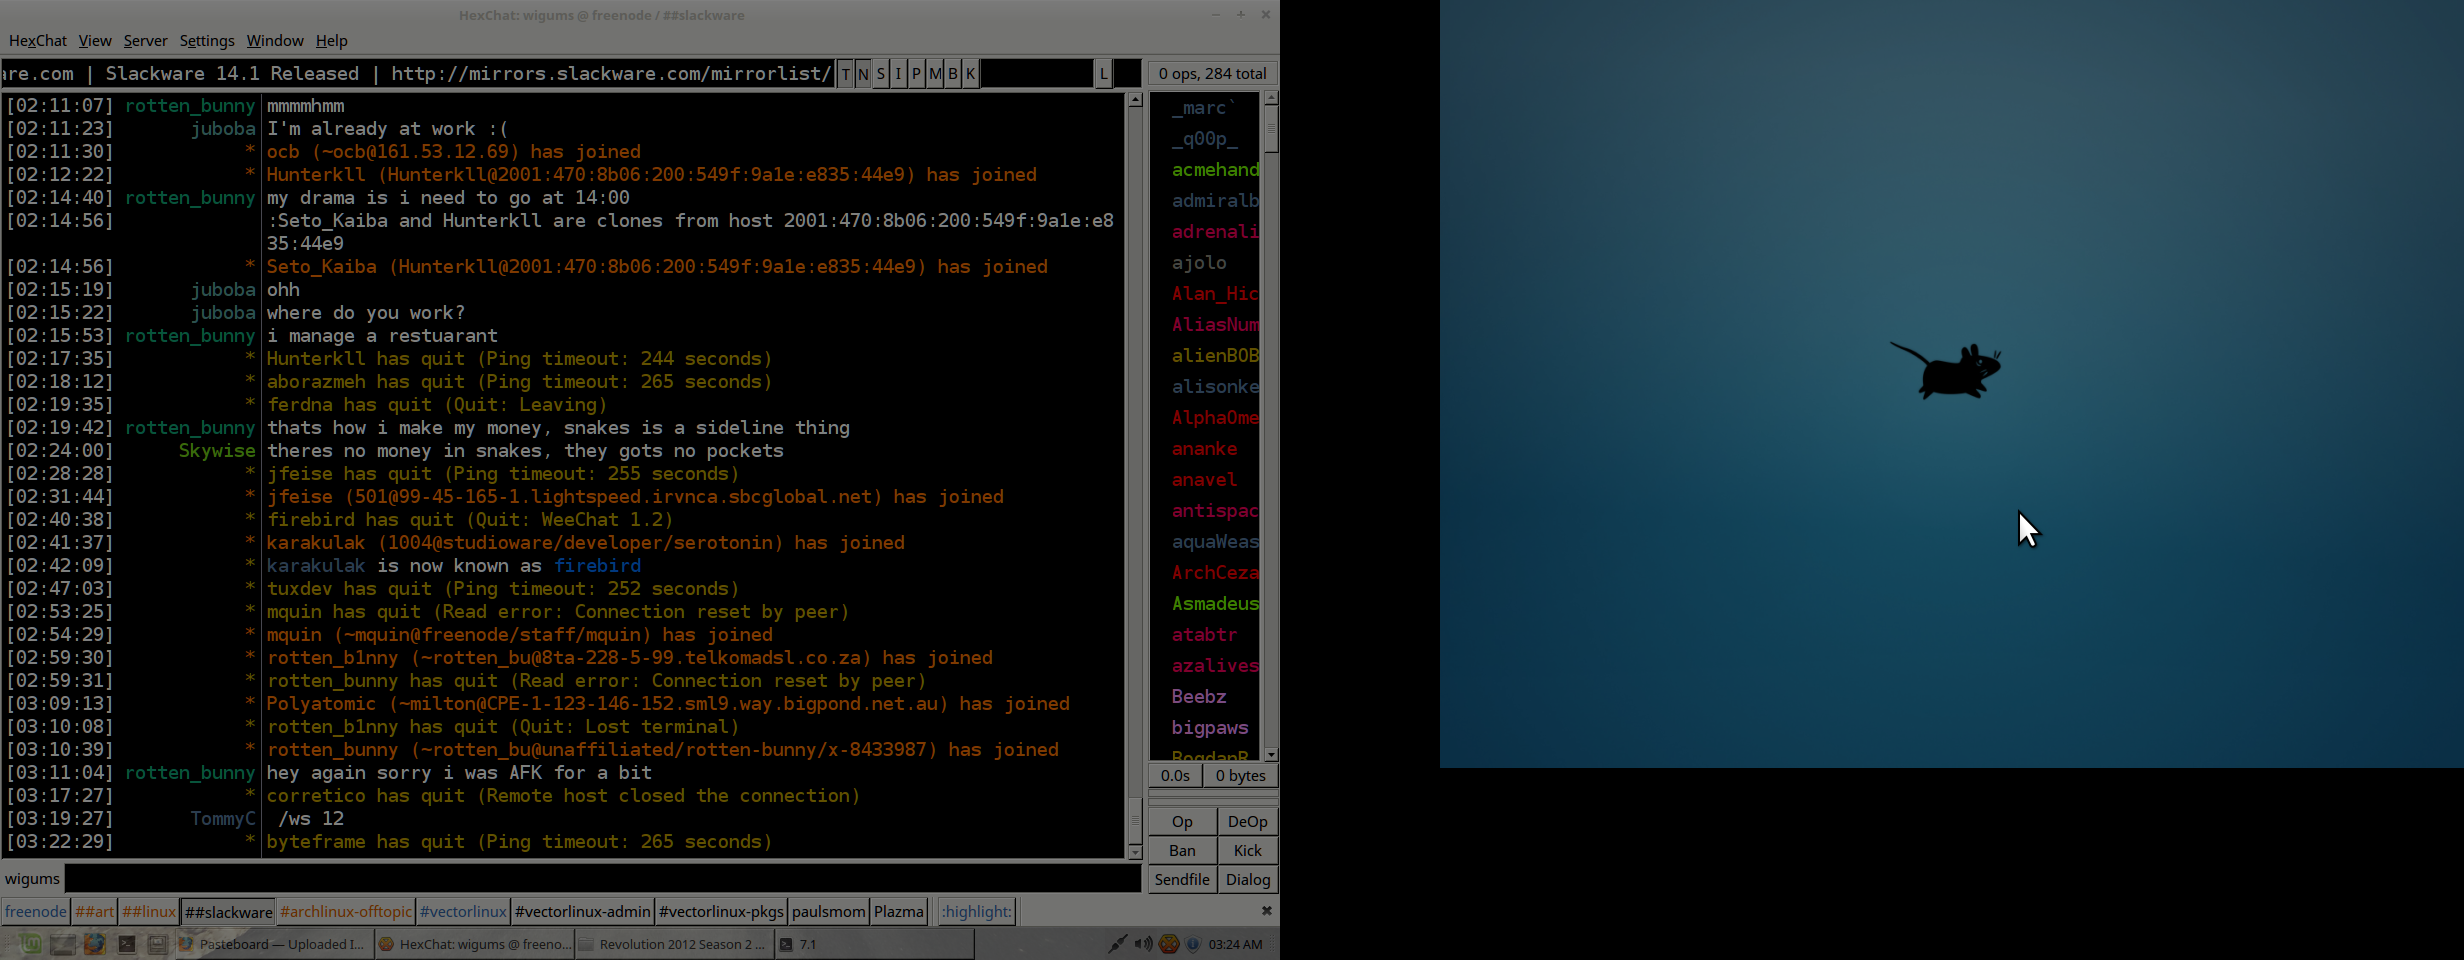 HexChat: wigums @ freenode / ##slackware
HexChat View Server Settings Window Help
are.com | Slackware 14.1 Released | http://mirrors.slackware.com/mirrorlist/ T N S I P M B K L 0 ops, 284 total
[02:11:07] rotten_bunny mmmmhmm
[02:11:23] juboba I'm already at work :(
[02:11:30] * ocb (~ocb@161.53.12.69) has joined
[02:12:22] * Hunterkll (Hunterkll@2001:470:8b06:200:549f:9a1e:e835:44e9) has joined
[02:14:40] rotten_bunny my drama is i need to go at 14:00
[02:14:56] :Seto_Kaiba and Hunterkll are clones from host 2001:470:8b06:200:549f:9a1e:e8
35:44e9
[02:14:56] * Seto_Kaiba (Hunterkll@2001:470:8b06:200:549f:9a1e:e835:44e9) has joined
[02:15:19] juboba ohh
[02:15:22] juboba where do you work?
[02:15:53] rotten_bunny i manage a restuarant
[02:17:35] * Hunterkll has quit (Ping timeout: 244 seconds)
[02:18:12] * aborazmeh has quit (Ping timeout: 265 seconds)
[02:19:35] * ferdna has quit (Quit: Leaving)
[02:19:42] rotten_bunny thats how i make my money, snakes is a sideline thing
[02:24:00] Skywise theres no money in snakes, they gots no pockets
[02:28:28] * jfeise has quit (Ping timeout: 255 seconds)
[02:31:44] * jfeise (501@99-45-165-1.lightspeed.irvnca.sbcglobal.net) has joined
[02:40:38] * firebird has quit (Quit: WeeChat 1.2)
[02:41:37] * karakulak (1004@studioware/developer/serotonin) has joined
[02:42:09] * karakulak is now known as firebird
[02:47:03] * tuxdev has quit (Ping timeout: 252 seconds)
[02:53:25] * mquin has quit (Read error: Connection reset by peer)
[02:54:29] * mquin (~mquin@freenode/staff/mquin) has joined
[02:59:30] * rotten_b1nny (~rotten_bu@8ta-228-5-99.telkomadsl.co.za) has joined
[02:59:31] * rotten_bunny has quit (Read error: Connection reset by peer)
[03:09:13] * Polyatomic (~milton@CPE-1-123-146-152.sml9.way.bigpond.net.au) has joined
[03:10:08] * rotten_b1nny has quit (Quit: Lost terminal)
[03:10:39] * rotten_bunny (~rotten_bu@unaffiliated/rotten-bunny/x-8433987) has joined
[03:11:04] rotten_bunny hey again sorry i was AFK for a bit
[03:17:27] * corretico has quit (Remote host closed the connection)
[03:19:27] TommyC /ws 12
[03:22:29] * byteframe has quit (Ping timeout: 265 seconds)
_marc`
_q00p_
acmehand
admiralb
adrenali
ajolo
Alan_Hic
AliasNum
alienBOB
alisonke
AlphaOme
ananke
anavel
antispac
aquaWeas
ArchCeza
Asmadeus
atabtr
azalives
Beebz
bigpaws
BogdanR
0.0s 0 bytes
Op DeOp
Ban Kick
Sendfile Dialog
wigums
freenode ##art ##linux ##slackware #archlinux-offtopic #vectorlinux #vectorlinux-admin #vectorlinux-pkgs paulsmom Plazma :highlight:
Pasteboard — Uploaded I... HexChat: wigums @ freeno... Revolution 2012 Season 2 ... 7.1 03:24 AM